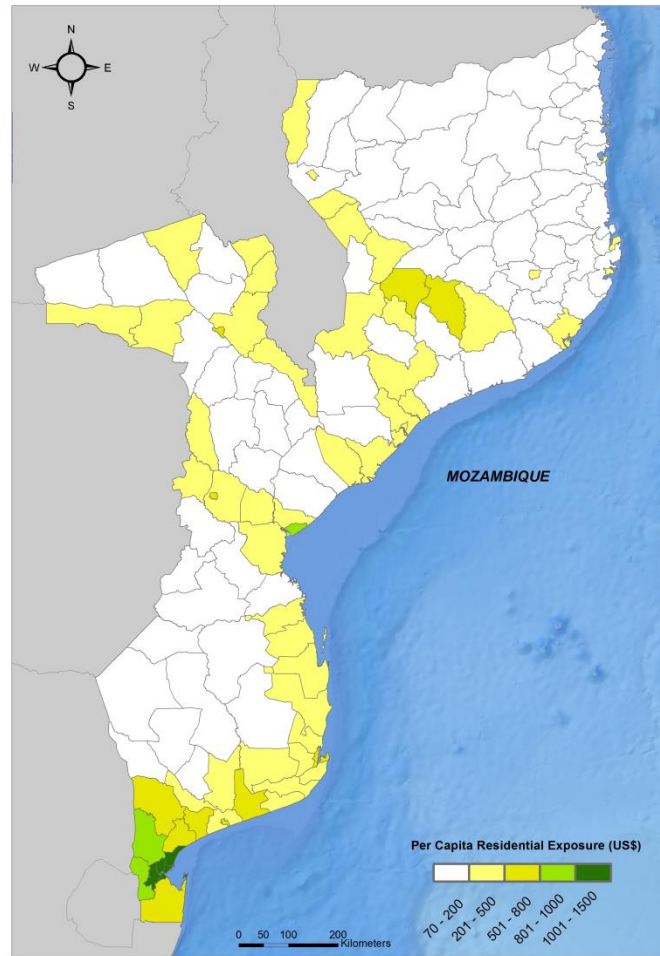 N
W E
S
MOZAMBIQUE
Per Capita Residential Exposure (US$)
70 - 200
201 - 500
501 - 800
801 - 1000
1001 - 1500
0 50 100 200
Kilometers